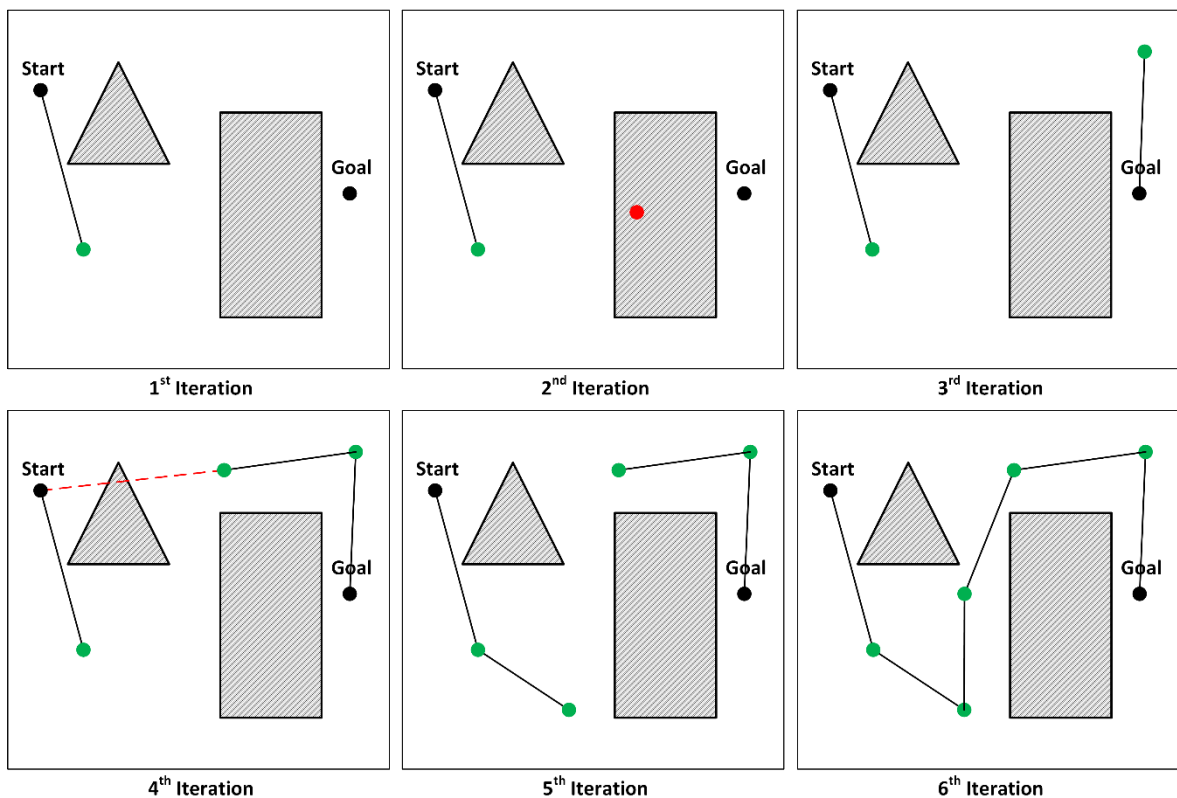 Start
Goal
1st Iteration
Start
Goal
2nd Iteration
Start
Goal
3rd Iteration
Start
Goal
4th Iteration
Start
Goal
5th Iteration
Start
Goal
6th Iteration